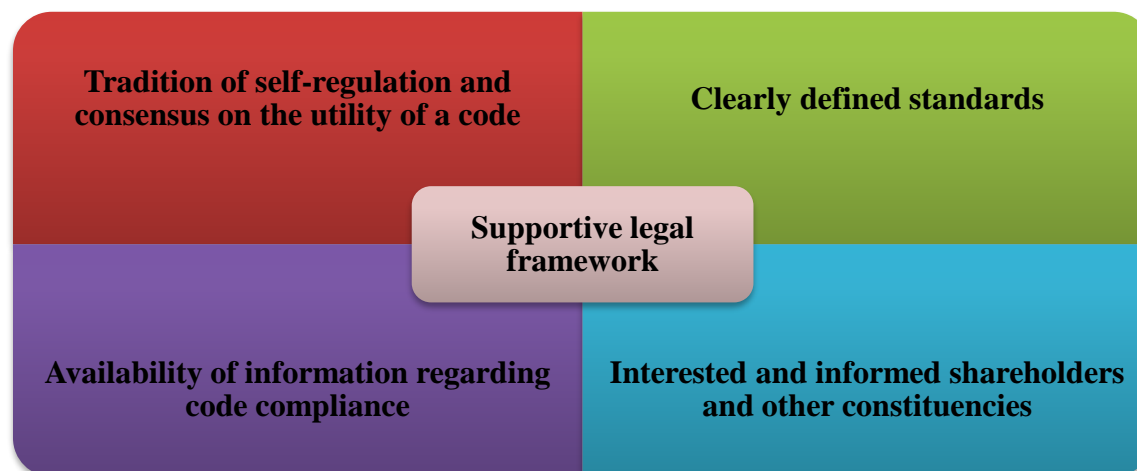 Tradition of self-regulation and
consensus on the utility of a code
Clearly defined standards
Supportive legal
framework
Availability of information regarding
code compliance
Interested and informed shareholders
and other constituencies